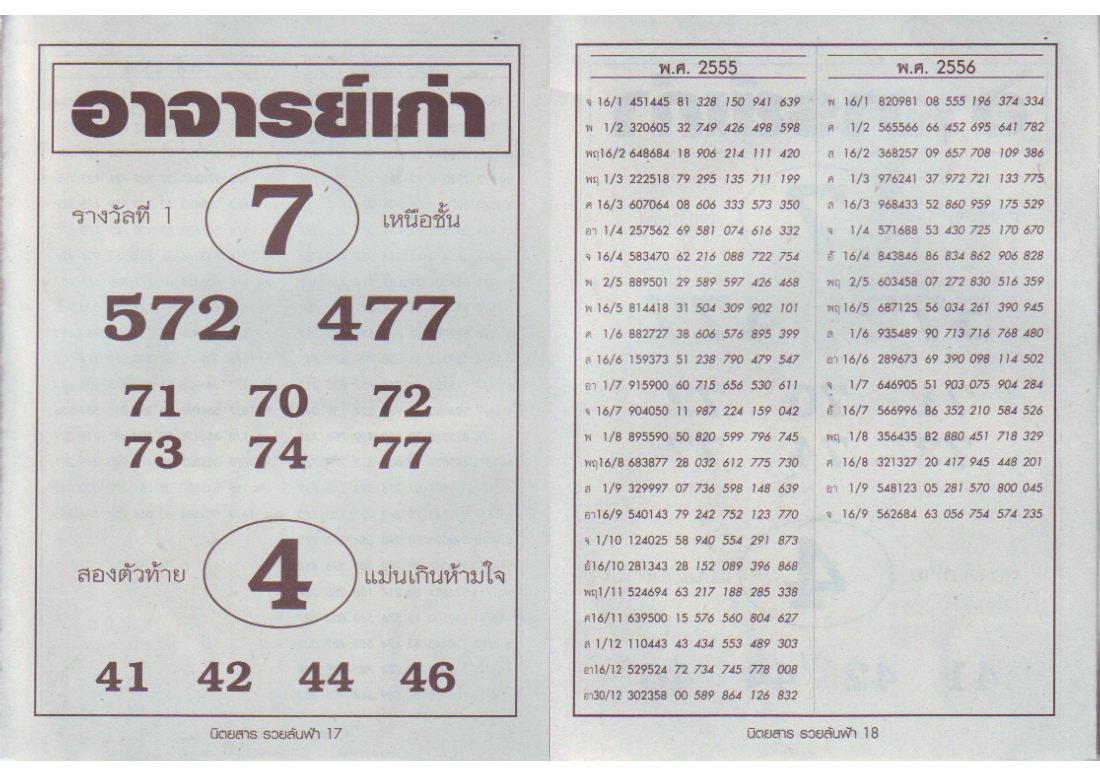 อาจารย์เก่า
รางวัลที่ 1 7 เหนือชั้น
572 477
71 70 72
73 74 77
สองตัวท้าย 4 แม่นเกินห้ามใจ
41 42 44 46
นิตยสาร รวยล้นฟ้า 17
พ.ศ. 2555
จ 16/1 451445 81 328 150 941 639
พ 1/2 320605 32 749 426 498 598
พฤ16/2 648684 18 906 214 111 420
พฤ 1/3 222518 79 295 135 711 199
ศ 16/3 607064 08 606 333 573 350
อา 1/4 257562 69 581 074 616 332
จ 16/4 583470 62 216 088 722 754
พ 2/5 889501 29 589 597 426 468
พ 16/5 814418 31 504 309 902 101
ศ 1/6 882727 38 606 576 895 399
ส 16/6 159373 51 238 790 479 547
อา 1/7 915900 60 715 656 530 611
จ 16/7 904050 11 987 224 159 042
พ 1/8 895590 50 820 599 796 745
พฤ16/8 683877 28 032 612 775 730
ส 1/9 329997 07 736 598 148 639
อา16/9 540143 79 242 752 123 770
จ 1/10 124025 58 940 554 291 873
อ้16/10 281343 28 152 089 396 868
พฤ1/11 524694 63 217 188 285 338
ศ16/11 639500 15 576 560 804 627
ส 1/12 110443 43 434 553 489 303
อา16/12 529524 72 734 745 778 008
อา30/12 302358 00 589 864 126 832
พ.ศ. 2556
พ 16/1 820981 08 555 196 374 334
ศ 1/2 565566 66 452 695 641 782
ส 16/2 368257 09 657 708 109 386
ศ 1/3 976241 37 972 721 133 775
ส 16/3 968433 52 860 959 175 529
จ 1/4 571688 53 430 725 170 670
อ้ 16/4 843846 86 834 862 906 828
พฤ 2/5 603458 07 272 830 516 359
พฤ 16/5 687125 56 034 261 390 945
ส 1/6 935489 90 713 716 768 480
อา 16/6 289673 69 390 098 114 502
จ 1/7 646905 51 903 075 904 284
อ้ 16/7 566996 86 352 210 584 526
พฤ 1/8 356435 82 880 451 718 329
ศ 16/8 321327 20 417 945 448 201
อา 1/9 548123 05 281 570 800 045
จ 16/9 562684 63 056 754 574 235
นิตยสาร รวยล้นฟ้า 18